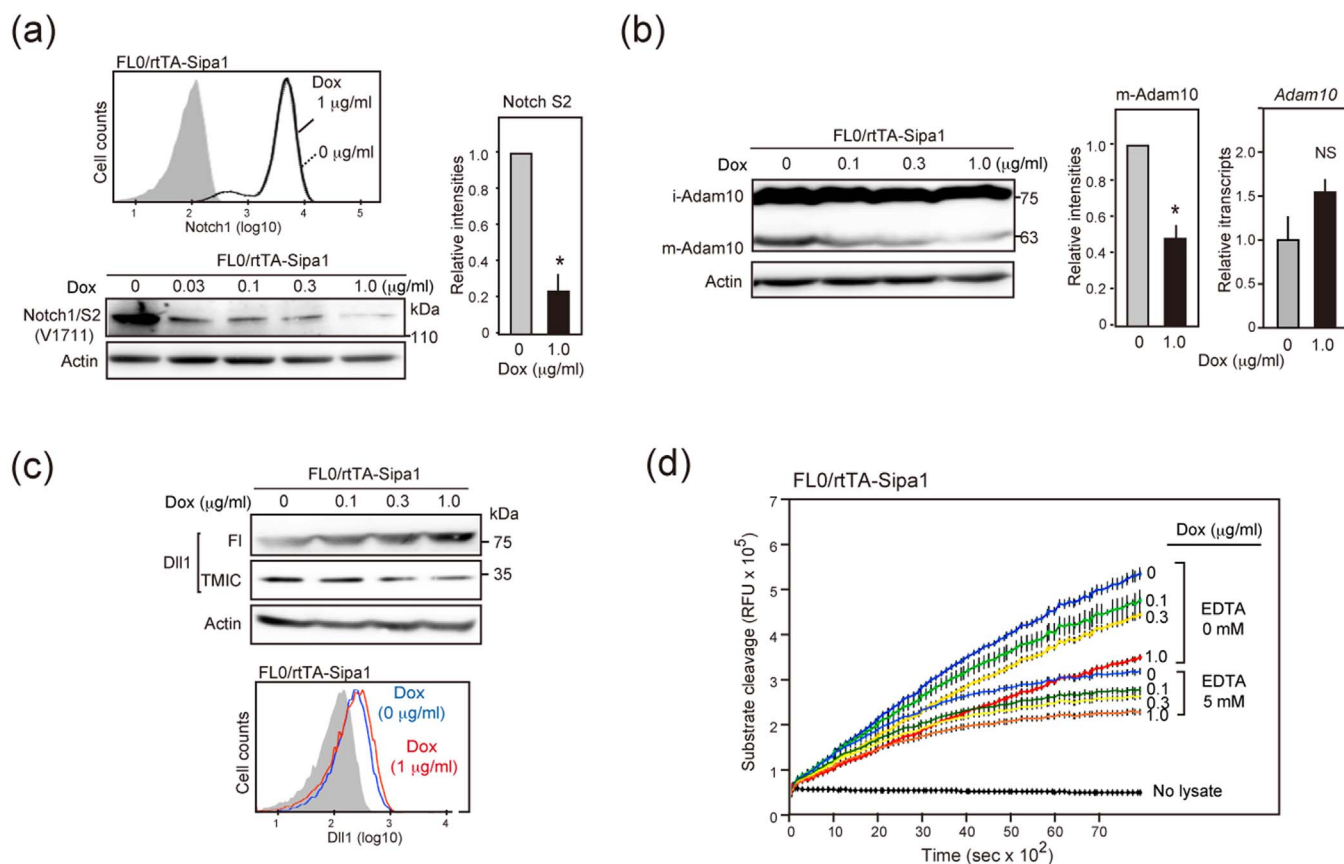 (a)
FL0/rtTA-Sipa1
Dox
1 μg/ml
0 μg/ml
Cell counts
1 2 3 4 5
Notch1 (log10)
FL0/rtTA-Sipa1
Dox 0 0.03 0.1 0.3 1.0 (μg/ml)
kDa
Notch1/S2
(V1711)
110
Actin
Notch S2
Relative intensities
1.0
0.8
0.6
0.4
0.2
0
*
0 1.0
Dox (μg/ml)
(b)
FL0/rtTA-Sipa1
Dox 0 0.1 0.3 1.0 (μg/ml)
i-Adam10
75
m-Adam10
63
Actin
m-Adam10
Relative intensities
1.0
0.8
0.6
0.4
0.2
0
*
0 1.0
Adam10
Relative itranscripts
2.0
1.5
1.0
0.5
0
NS
0 1.0
Dox (μg/ml)
(c)
FL0/rtTA-Sipa1
Dox (μg/ml) 0 0.1 0.3 1.0
kDa
Dll1
Fl
75
TMIC
35
Actin
FL0/rtTA-Sipa1
Dox
(0 μg/ml)
Dox
(1 μg/ml)
Cell counts
1 2 3 4
Dll1 (log10)
(d)
FL0/rtTA-Sipa1
Substrate cleavage (RFU x 10⁵)
7
6
5
4
3
2
1
0
Dox (μg/ml)
0
0.1
0.3
1.0
EDTA
0 mM
0
0.1
0.3
1.0
EDTA
5 mM
No lysate
0 10 20 30 40 50 60 70
Time (sec x 10²)